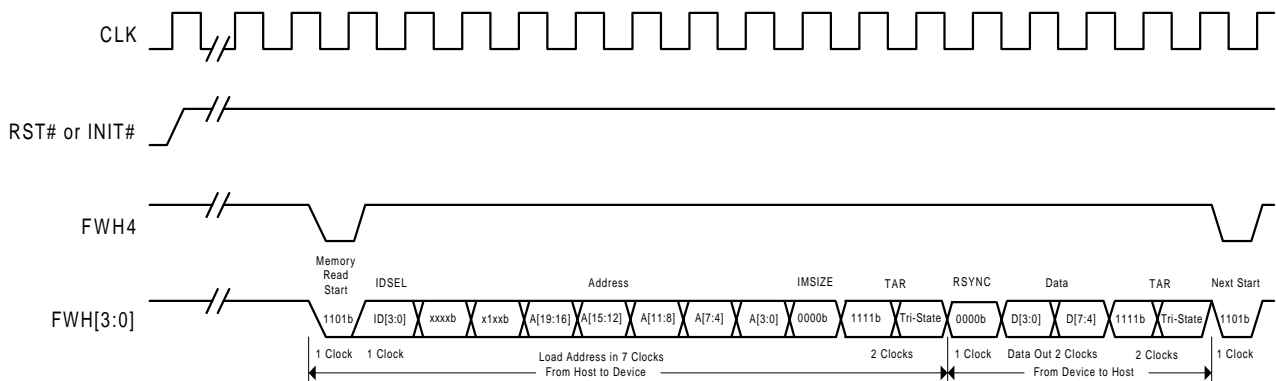 CLK
RST# or INIT#
FWH4
Memory
Read
Start
IDSEL
Address
IMSIZE
TAR
RSYNC
Data
TAR
Next Start
FWH[3:0]
1101b
ID[3:0]
xxxxb
x1xxb
A[19:16]
A[15:12]
A[11:8]
A[7:4]
A[3:0]
0000b
1111b
Tri-State
0000b
D[3:0]
D[7:4]
1111b
Tri-State
1101b
1 Clock
1 Clock
Load Address in 7 Clocks
2 Clocks
1 Clock
Data Out 2 Clocks
2 Clocks
1 Clock
From Host to Device
From Device to Host